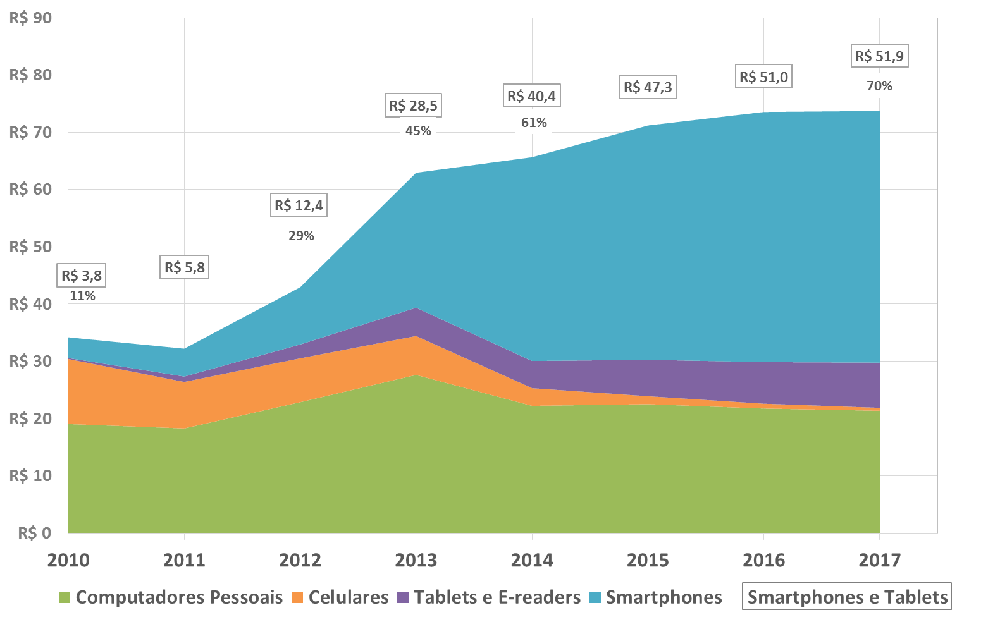 R$ 90
R$ 80
R$ 70
R$ 60
R$ 50
R$ 40
R$ 30
R$ 20
R$ 10
R$ 0
R$ 3,8
11%
R$ 5,8
R$ 12,4
29%
R$ 28,5
45%
R$ 40,4
61%
R$ 47,3
R$ 51,0
R$ 51,9
70%
2010 2011 2012 2013 2014 2015 2016 2017
Computadores Pessoais Celulares Tablets e E-readers Smartphones Smartphones e Tablets